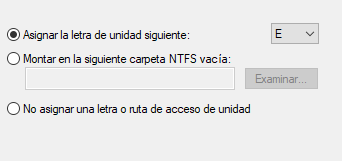 Asignar la letra de unidad siguiente: E
Montar en la siguiente carpeta NTFS vacía:
Examinar...
No asignar una letra o ruta de acceso de unidad